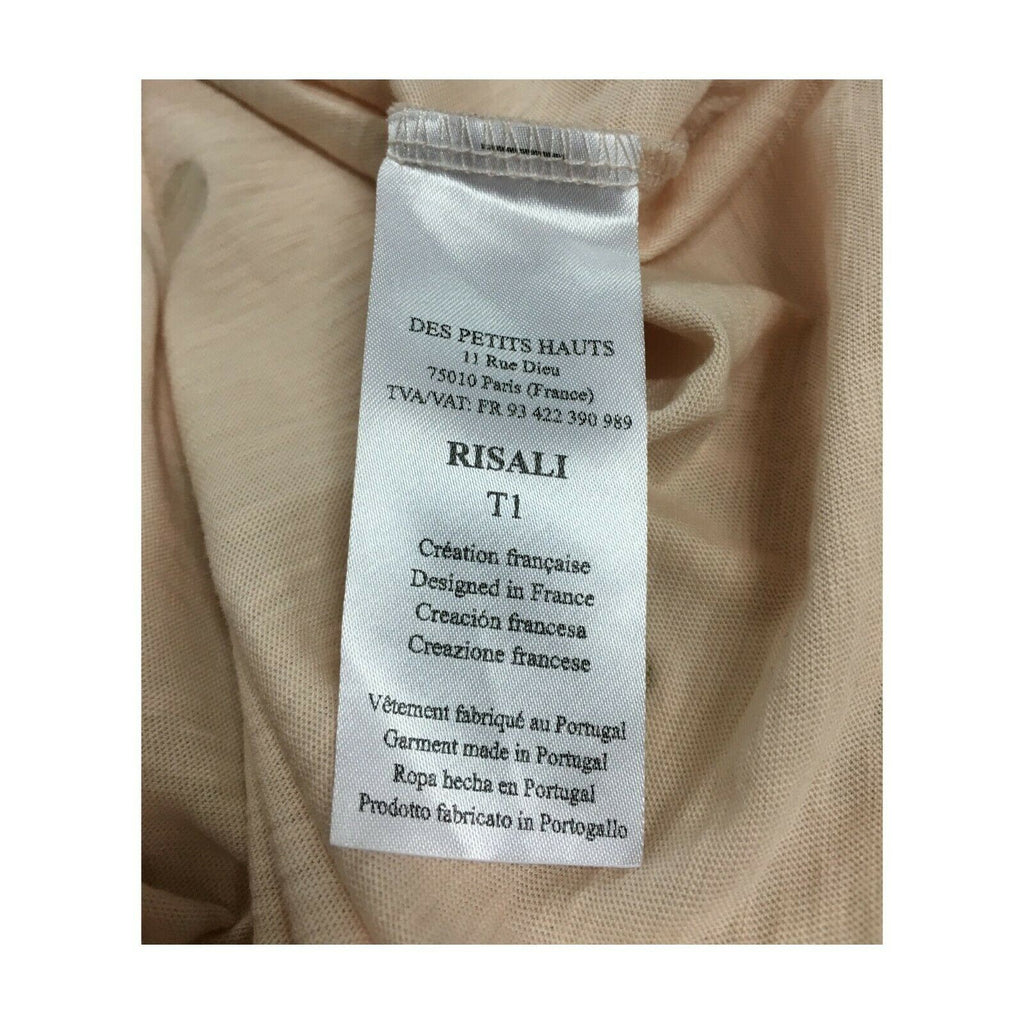 DES PETITS HAUTS
11 Rue Dieu
75010 Paris (France)
TVA/VAT: FR 93 422 390 989
RISALI
T1
Création française
Designed in France
Creación francesa
Creazione francese
Vêtement fabriqué au Portugal
Garment made in Portugal
Ropa hecha en Portugal
Prodotto fabricato in Portogallo